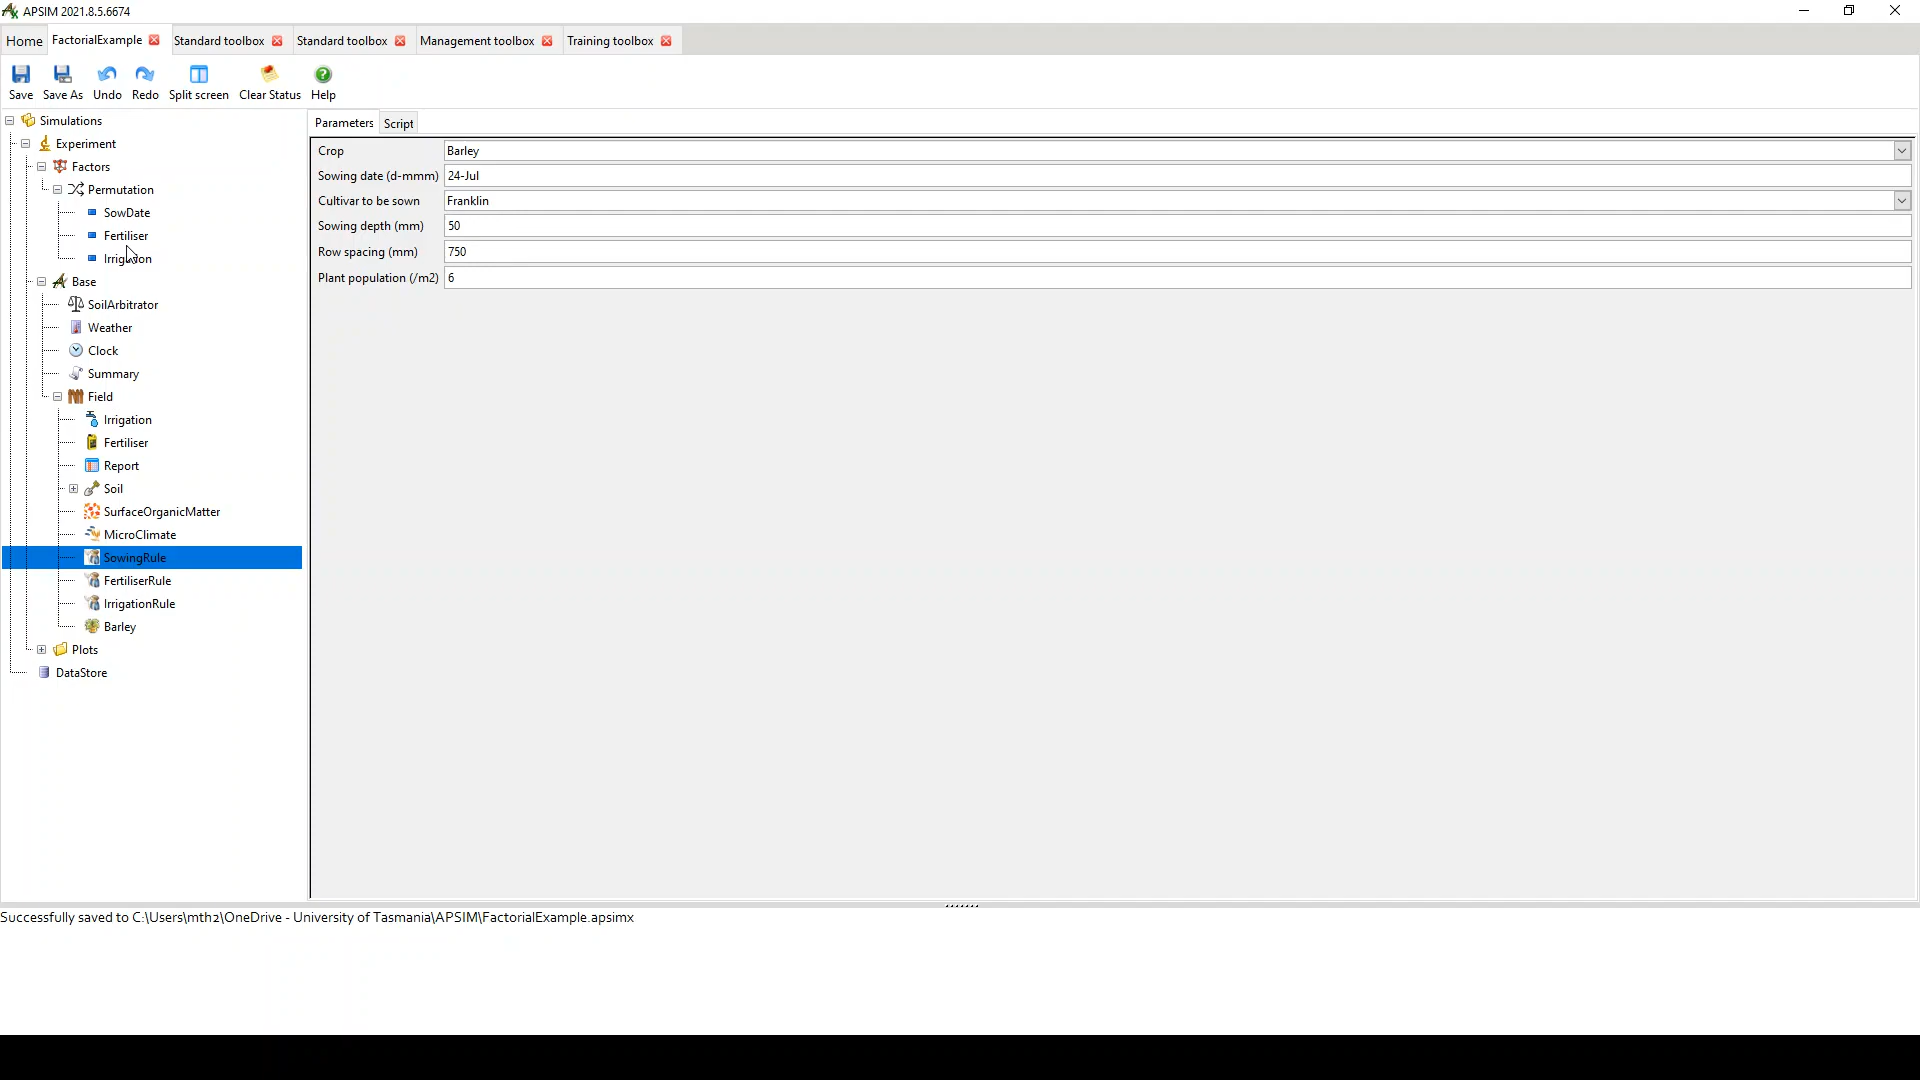 APSIM 2021.8.5.6674
Home FactorialExample Standard toolbox Standard toolbox Management toolbox Training toolbox
Save Save As Undo Redo Split screen Clear Status Help
Simulations
Experiment
Factors
Permutation
SowDate
Fertiliser
Irrigation
Base
SoilArbitrator
Weather
Clock
Summary
Field
Irrigation
Fertiliser
Report
Soil
SurfaceOrganicMatter
MicroClimate
SowingRule
FertiliserRule
IrrigationRule
Barley
Plots
DataStore
Parameters Script
Crop Barley
Sowing date (d-mmm) 24-Jul
Cultivar to be sown Franklin
Sowing depth (mm) 50
Row spacing (mm) 750
Plant population (/m2) 6
Successfully saved to C:\Users\mth2\OneDrive - University of Tasmania\APSIM\FactorialExample.apsimx